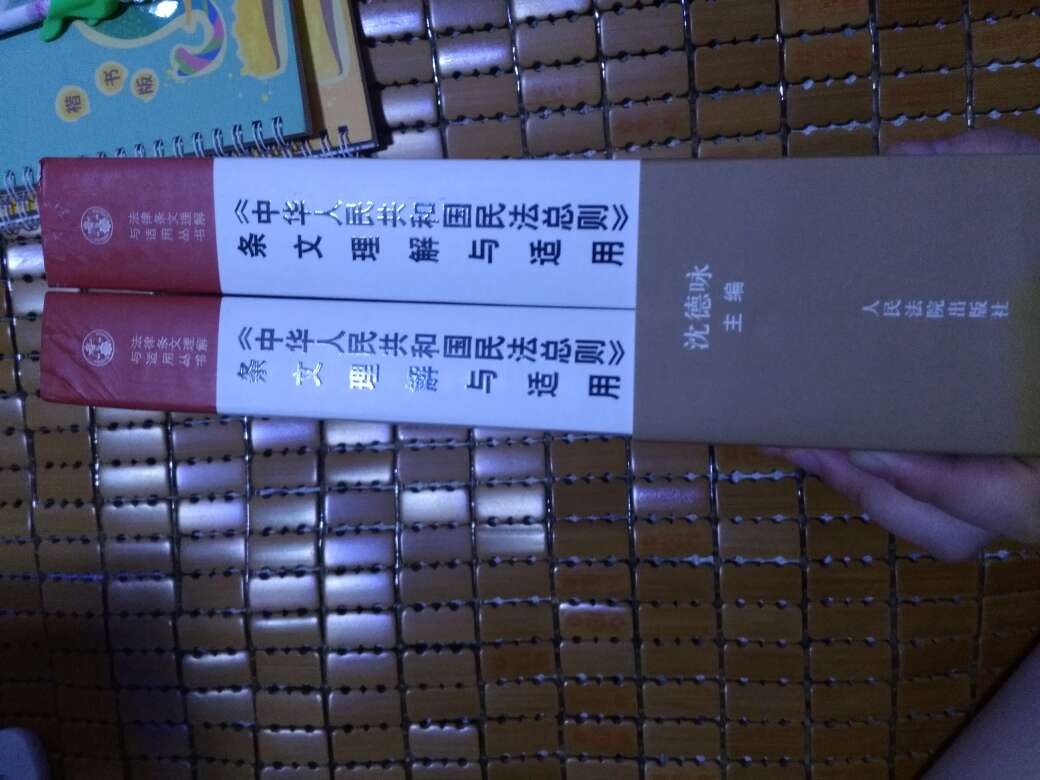 楷书版
法律条文理解
与适用丛书
《中华人民共和国民法总则》
条文理解与适用
法律条文理解
与适用丛书
《中华人民共和国民法总则》
条文理解与适用
沈德咏
主编
人民法院出版社